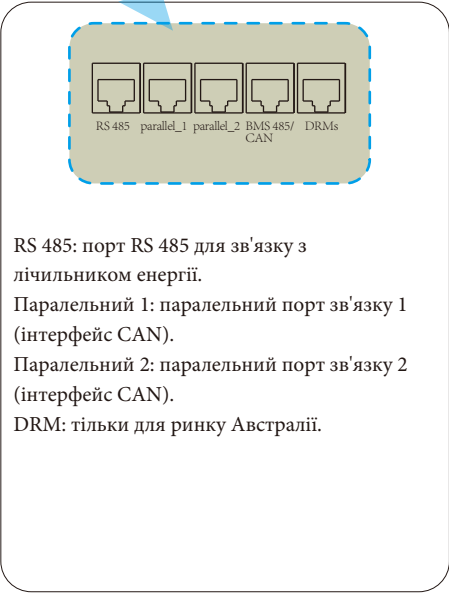 RS 485 parallel_1 parallel_2 BMS 485/ DRMs
CAN
RS 485: порт RS 485 для зв'язку з
лічильником енергії.
Паралельний 1: паралельний порт зв'язку 1
(інтерфейс CAN).
Паралельний 2: паралельний порт зв'язку 2
(інтерфейс CAN).
DRM: тільки для ринку Австралії.